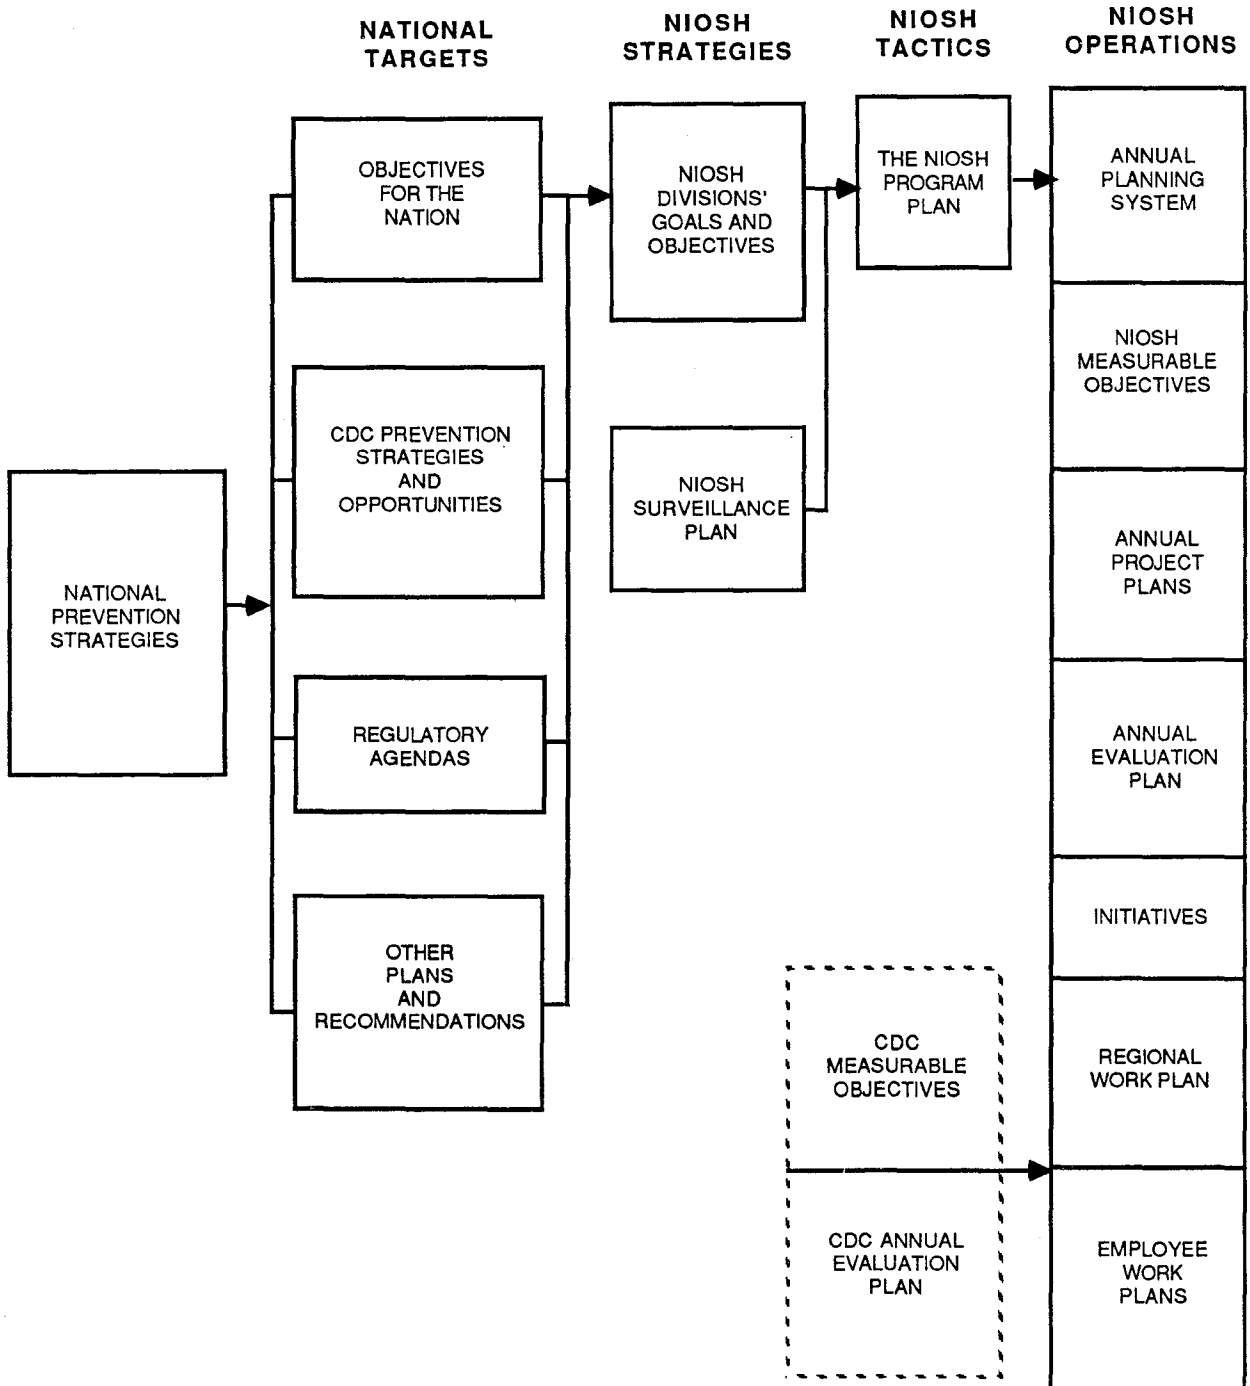 NATIONAL
TARGETS
NIOSH
STRATEGIES
NIOSH
TACTICS
NIOSH
OPERATIONS
NATIONAL
PREVENTION
STRATEGIES
OBJECTIVES
FOR THE
NATION
CDC PREVENTION
STRATEGIES
AND
OPPORTUNITIES
REGULATORY
AGENDAS
OTHER
PLANS
AND
RECOMMENDATIONS
NIOSH
DIVISIONS'
GOALS AND
OBJECTIVES
NIOSH
SURVEILLANCE
PLAN
THE NIOSH
PROGRAM
PLAN
CDC
MEASURABLE
OBJECTIVES
CDC ANNUAL
EVALUATION
PLAN
ANNUAL
PLANNING
SYSTEM
NIOSH
MEASURABLE
OBJECTIVES
ANNUAL
PROJECT
PLANS
ANNUAL
EVALUATION
PLAN
INITIATIVES
REGIONAL
WORK PLAN
EMPLOYEE
WORK
PLANS